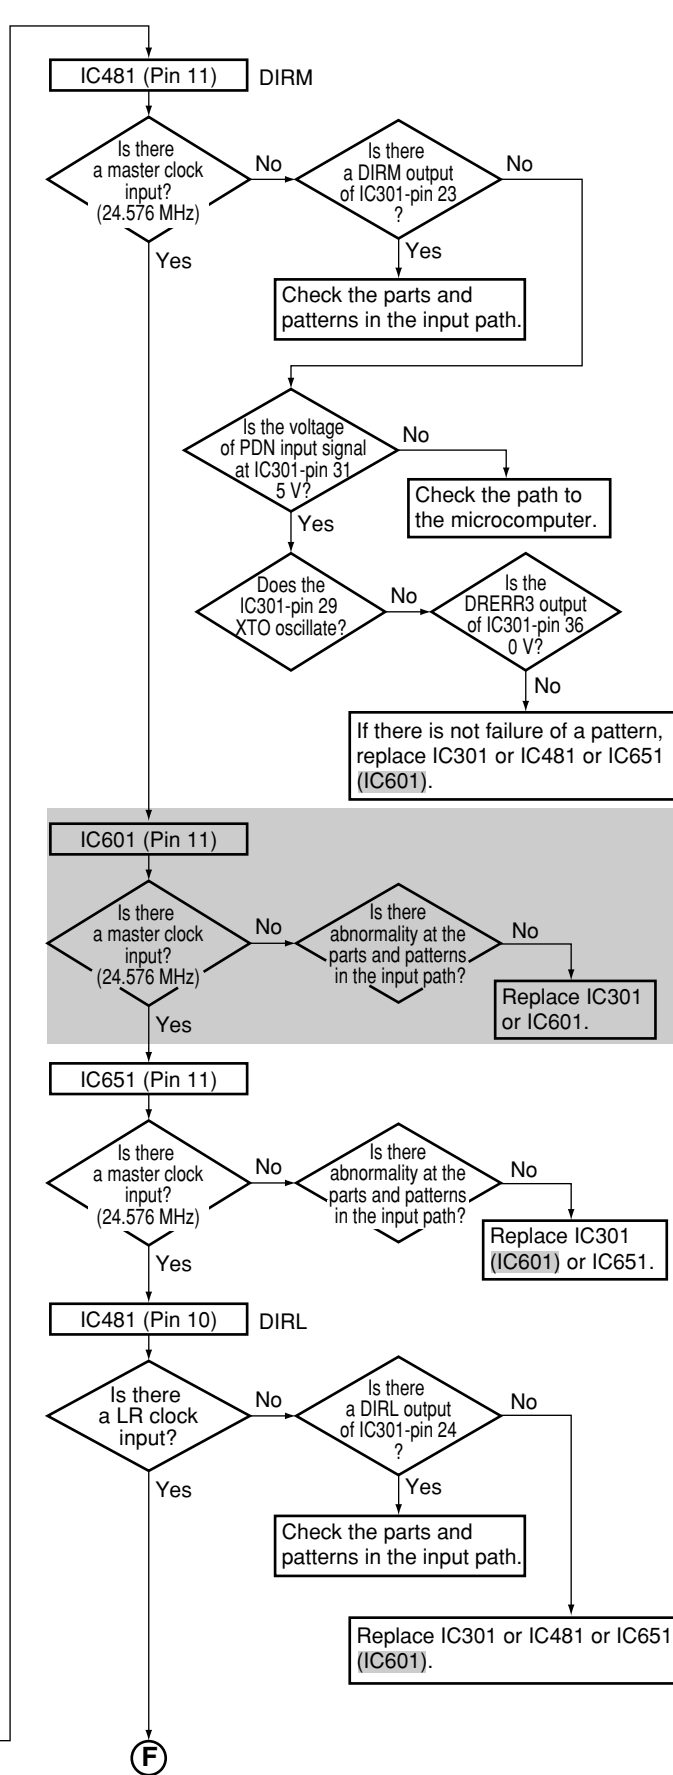 IC481 (Pin 11)
DIRM
Is there
a master clock
input?
(24.576 MHz)
No
Is there
a DIRM output
of IC301-pin 23
?
No
Yes
Yes
Check the parts and
patterns in the input path.
Is the voltage
of PDN input signal
at IC301-pin 31
5 V?
No
Check the path to
the microcomputer.
Yes
Does the
IC301-pin 29
XTO oscillate?
No
Is the
DRERR3 output
of IC301-pin 36
0 V?
No
If there is not failure of a pattern,
replace IC301 or IC481 or IC651
(IC601).
IC601 (Pin 11)
Is there
a master clock
input?
(24.576 MHz)
No
Is there
abnormality at the
parts and patterns
in the input path?
No
Replace IC301
or IC601.
Yes
IC651 (Pin 11)
Is there
a master clock
input?
(24.576 MHz)
No
Is there
abnormality at the
parts and patterns
in the input path?
No
Replace IC301
(IC601) or IC651.
Yes
IC481 (Pin 10)
DIRL
Is there
a LR clock
input?
No
Is there
a DIRL output
of IC301-pin 24
?
No
Yes
Yes
Check the parts and
patterns in the input path.
Replace IC301 or IC481 or IC651
(IC601).
F